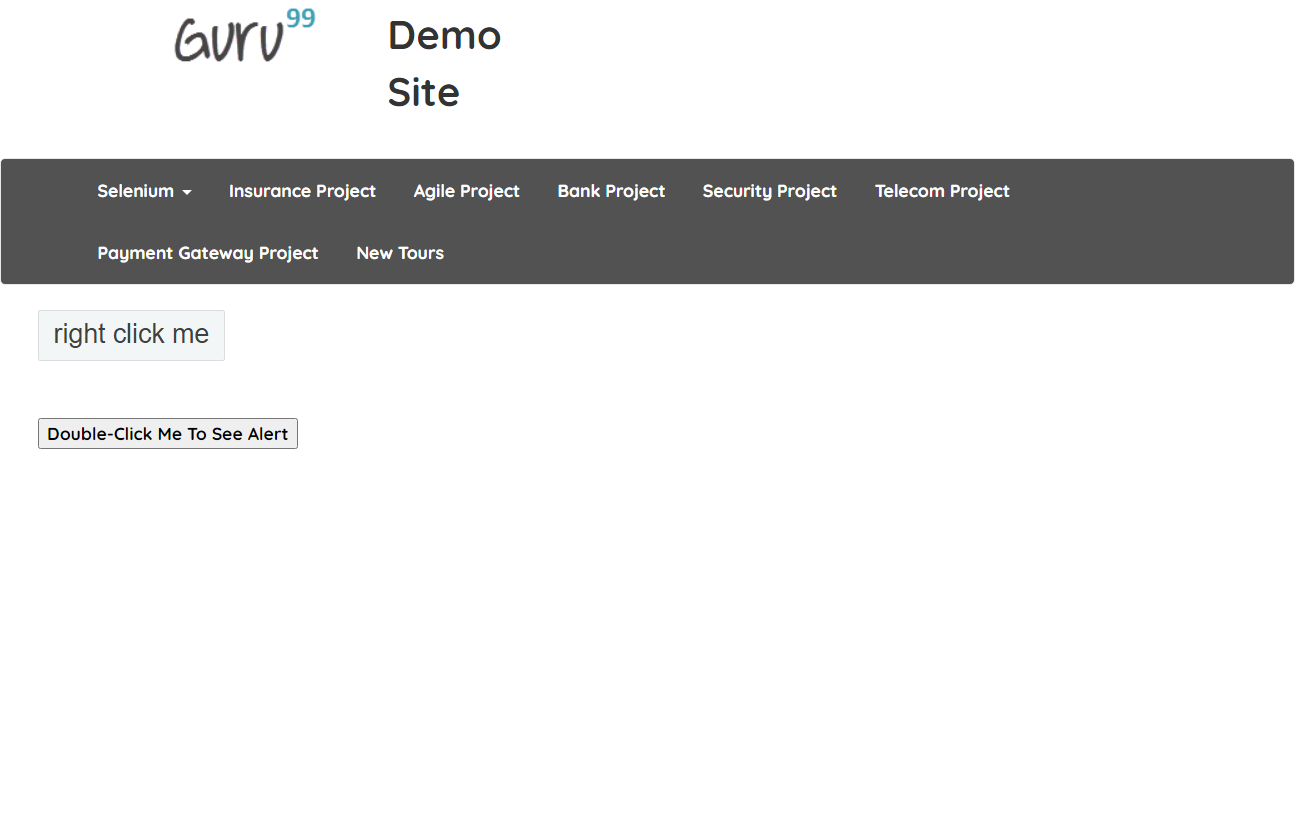 Guru99
Demo
Site
Selenium Insurance Project Agile Project Bank Project Security Project Telecom Project
Payment Gateway Project New Tours
right click me
Double-Click Me To See Alert